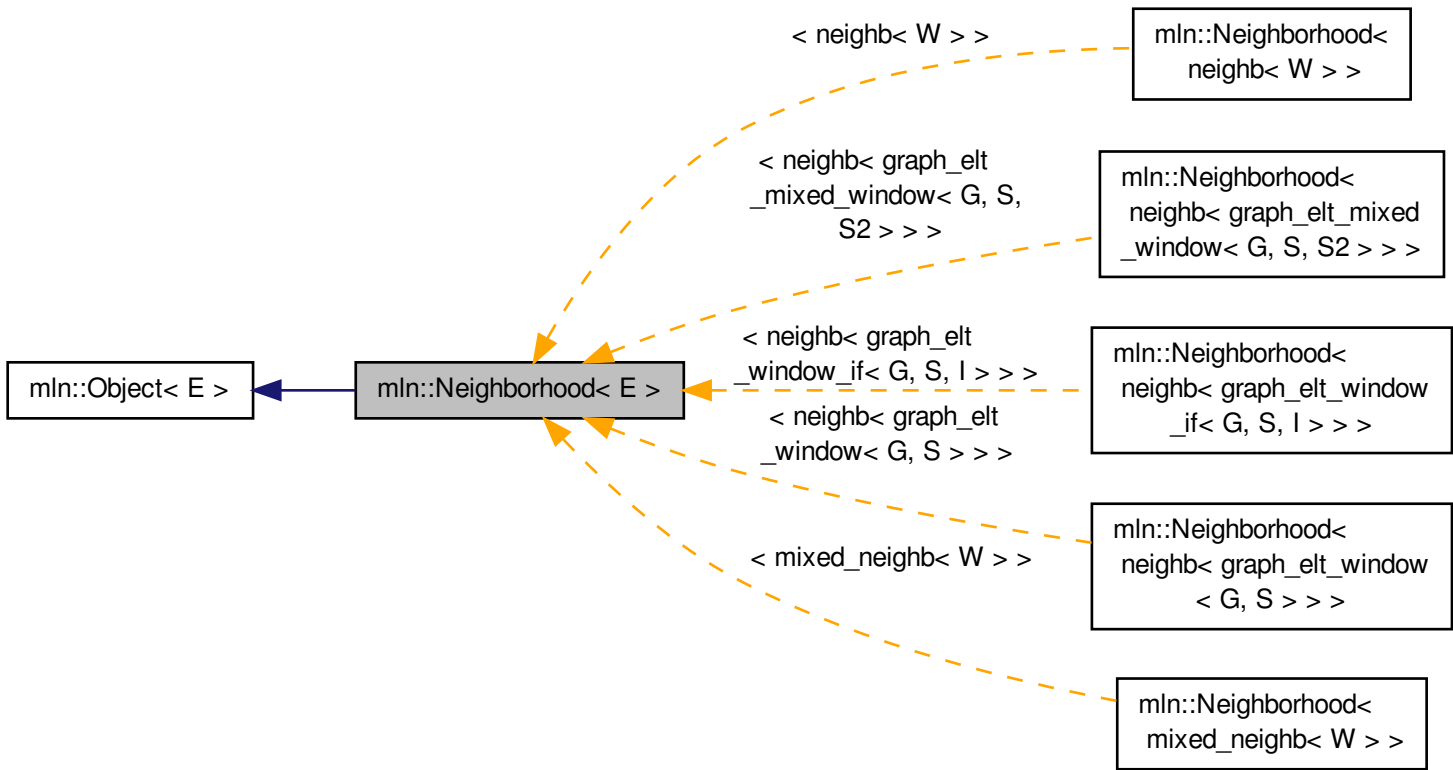 mln::Object< E >
mln::Neighborhood< E >
< neighb< W > >
< neighb< graph_elt
_mixed_window< G, S,
S2 > > >
< neighb< graph_elt
_window_if< G, S, I > > >
< neighb< graph_elt
_window< G, S > > >
< mixed_neighb< W > >
mln::Neighborhood<
neighb< W > >
mln::Neighborhood<
neighb< graph_elt_mixed
_window< G, S, S2 > > >
mln::Neighborhood<
neighb< graph_elt_window
_if< G, S, I > > >
mln::Neighborhood<
neighb< graph_elt_window
< G, S > > >
mln::Neighborhood<
mixed_neighb< W > >